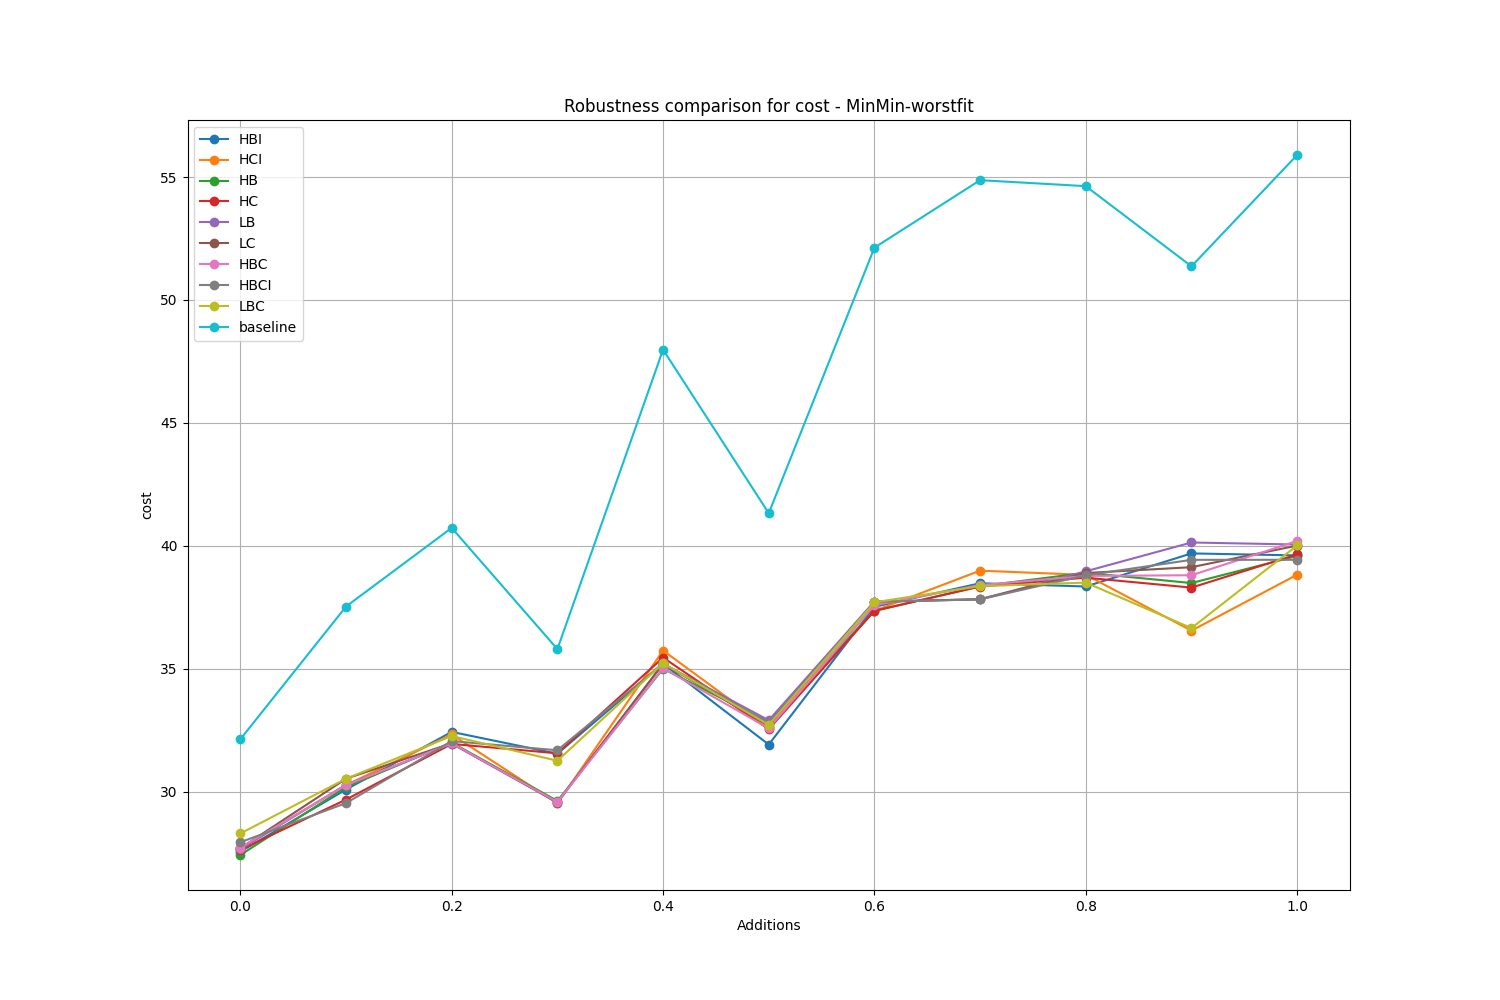 Robustness comparison for cost - MinMin-worstfit
HBI
HCI
HB
HC
LB
LC
HBC
HBCI
LBC
baseline
55
50
45
40
35
30
cost
0.0 0.2 0.4 0.6 0.8 1.0
Additions